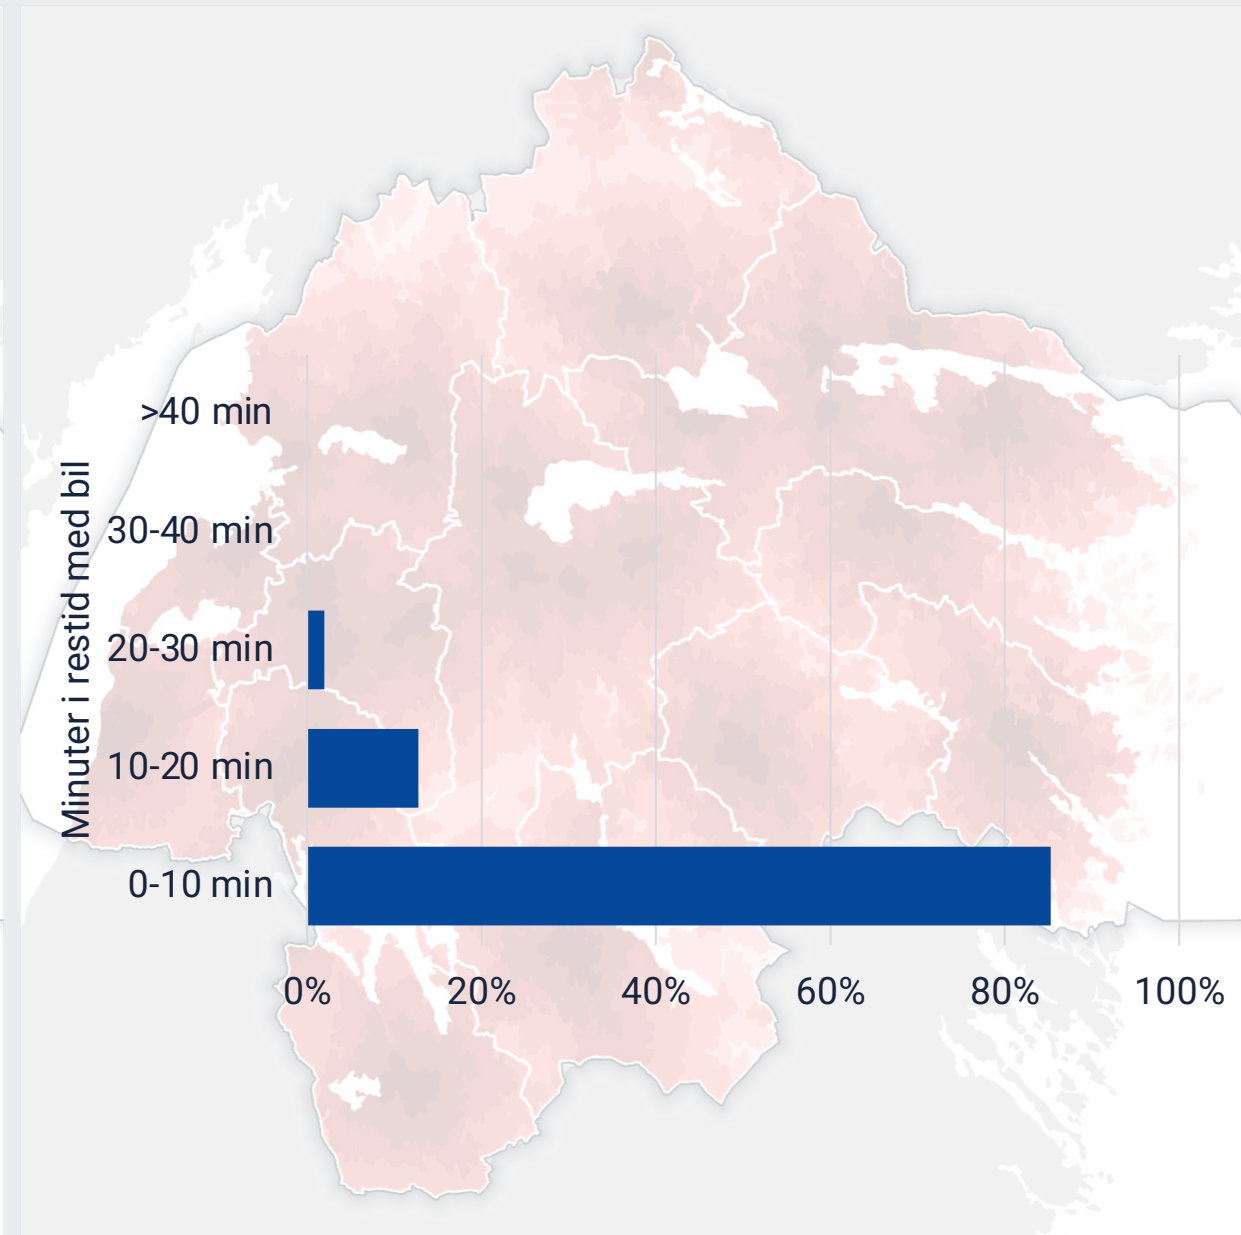 Minuter i restid med bil
>40 min
30-40 min
20-30 min
10-20 min
0-10 min
0% 20% 40% 60% 80% 100%